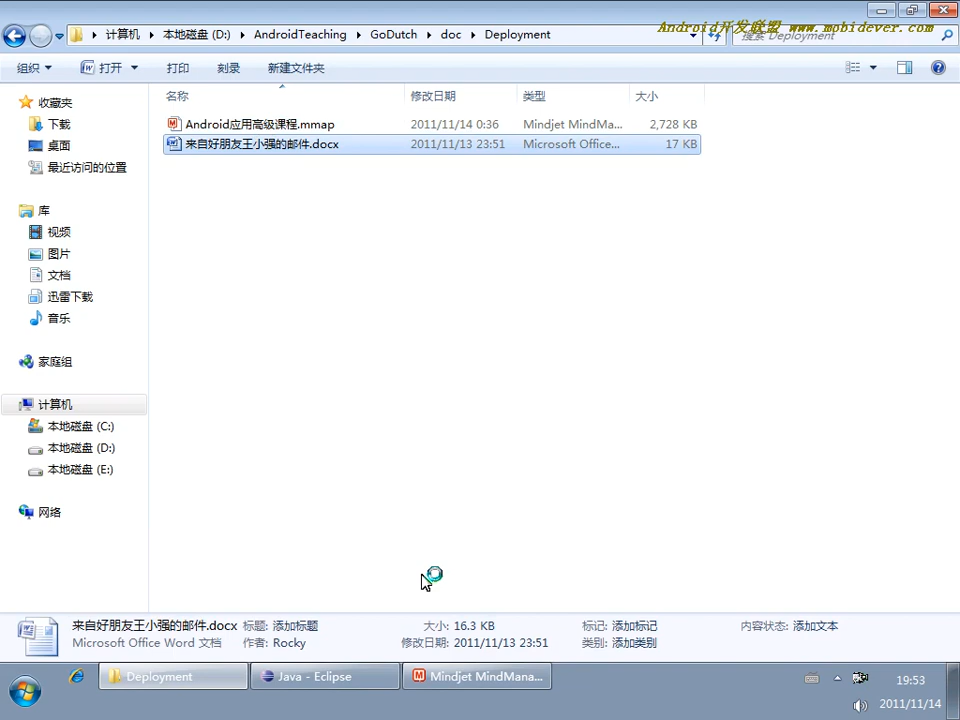 Android开发联盟 www.mobidever.com
计算机 本地磁盘 (D:) AndroidTeaching GoDutch doc Deployment
搜索 Deployment
组织 打开 打印 刻录 新建文件夹
名称 修改日期 类型 大小
Android应用高级课程.mmap 2011/11/14 0:36 Mindjet MindMa... 2,728 KB
来自好朋友王小强的邮件.docx 2011/11/13 23:51 Microsoft Office... 17 KB
收藏夹
下载
桌面
最近访问的位置
库
视频
图片
文档
迅雷下载
音乐
家庭组
计算机
本地磁盘 (C:)
本地磁盘 (D:)
本地磁盘 (E:)
网络
来自好朋友王小强的邮件.docx 标题: 添加标题 大小: 16.3 KB 标记: 添加标记 内容状态: 添加文本
Microsoft Office Word 文档 作者: Rocky 修改日期: 2011/11/13 23:51 类别: 添加类别
Deployment Java - Eclipse Mindjet MindMana...
19:53
2011/11/14